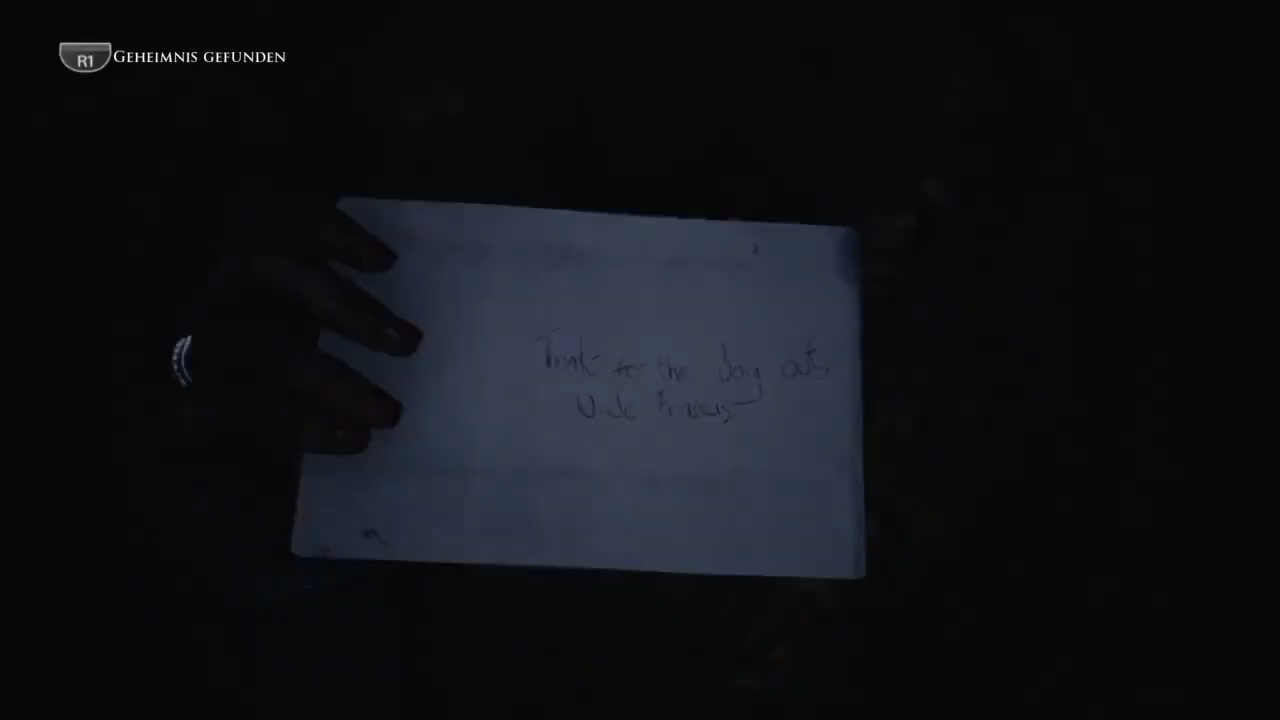 R1 GEHEIMNIS GEFUNDEN
Thanks for the day out,
Uncle Francis